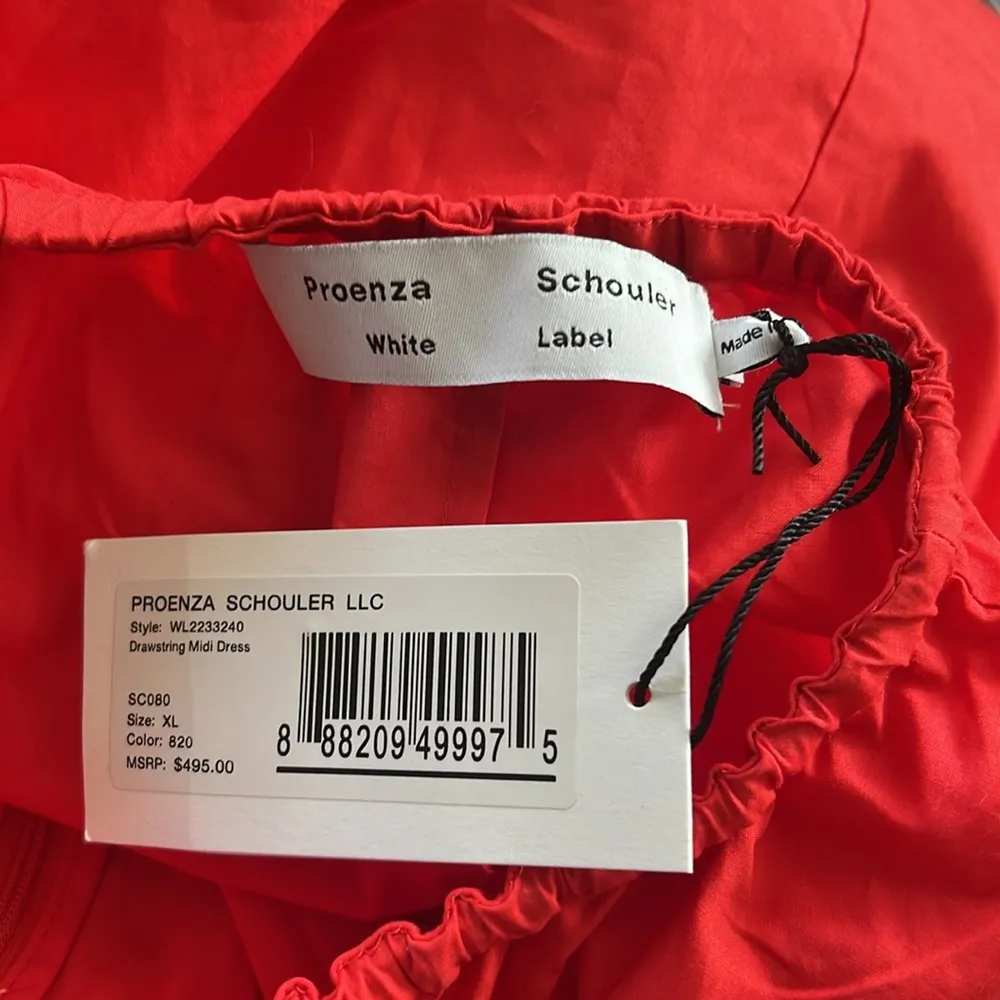 Proenza Schouler
White Label
Made
PROENZA SCHOULER LLC
Style: WL2233240
Drawstring Midi Dress
SC080
Size: XL
Color: 820
MSRP: $495.00
8 88209 49997 5